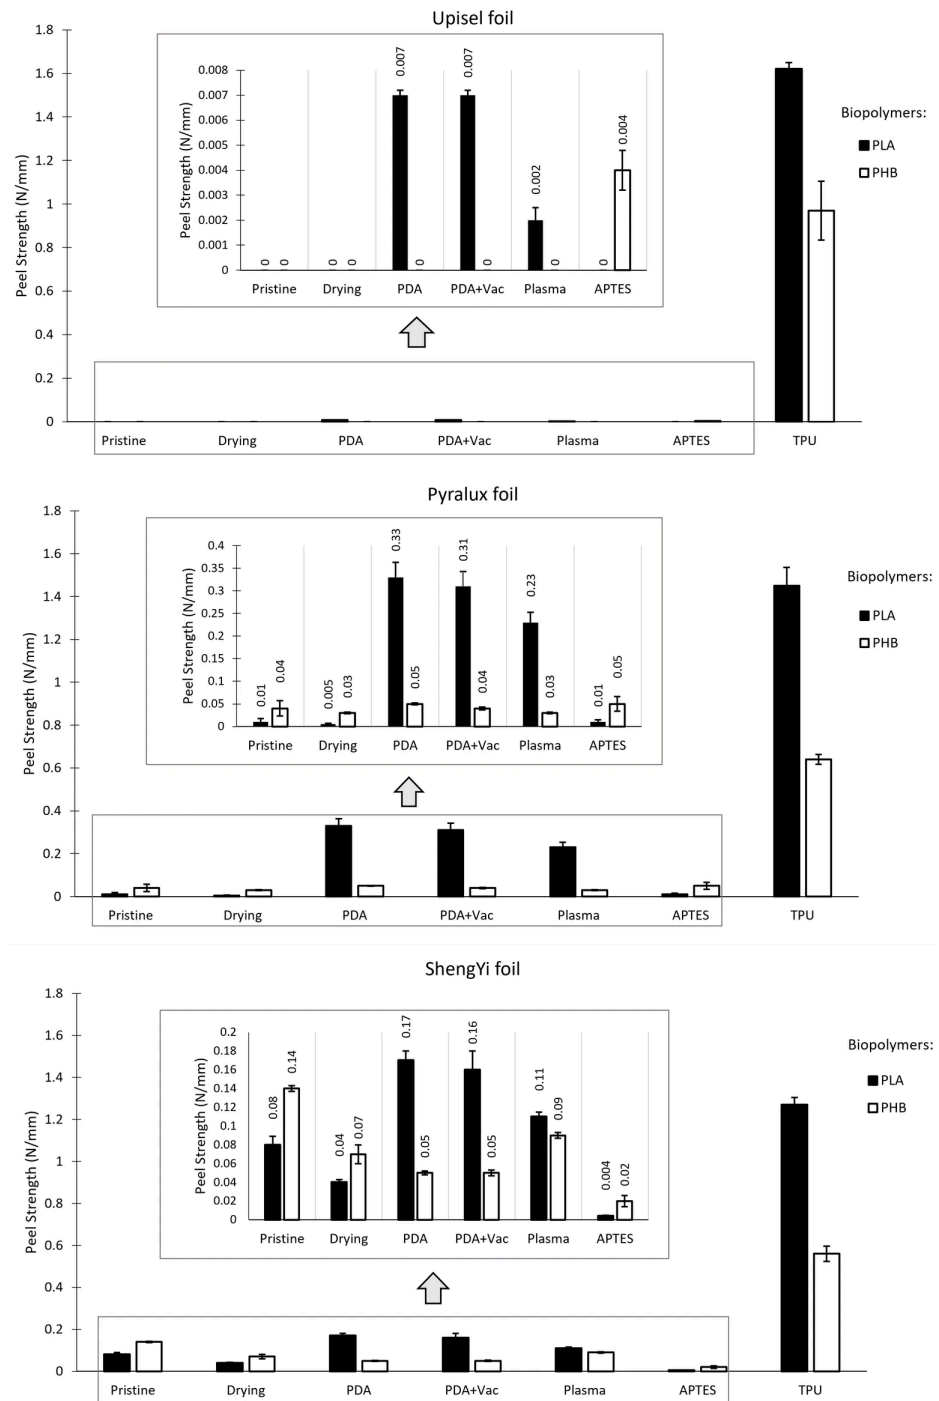 Upisel foil
Peel Strength (N/mm)
1.8
1.6
1.4
1.2
1
0.8
0.6
0.4
0.2
0
Peel Strength (N/mm)
0.008
0.007
0.006
0.005
0.004
0.003
0.002
0.001
0
0 0 0 0 0.007 0 0.007 0 0.002 0 0 0.004
Pristine Drying PDA PDA+Vac Plasma APTES
Biopolymers:
PLA
PHB
Pristine Drying PDA PDA+Vac Plasma APTES TPU
Pyralux foil
Peel Strength (N/mm)
1.8
1.6
1.4
1.2
1
0.8
0.6
0.4
0.2
0
Peel Strength (N/mm)
0.4
0.35
0.3
0.25
0.2
0.15
0.1
0.05
0
0.01 0.04 0.005 0.03 0.33 0.05 0.31 0.04 0.23 0.03 0.01 0.05
Pristine Drying PDA PDA+Vac Plasma APTES
Biopolymers:
PLA
PHB
Pristine Drying PDA PDA+Vac Plasma APTES TPU
ShengYi foil
Peel Strength (N/mm)
1.8
1.6
1.4
1.2
1
0.8
0.6
0.4
0.2
0
Peel Strength (N/mm)
0.2
0.18
0.16
0.14
0.12
0.1
0.08
0.06
0.04
0.02
0
0.08 0.14 0.04 0.07 0.17 0.05 0.16 0.05 0.11 0.09 0.004 0.02
Pristine Drying PDA PDA+Vac Plasma APTES
Biopolymers:
PLA
PHB
Pristine Drying PDA PDA+Vac Plasma APTES TPU